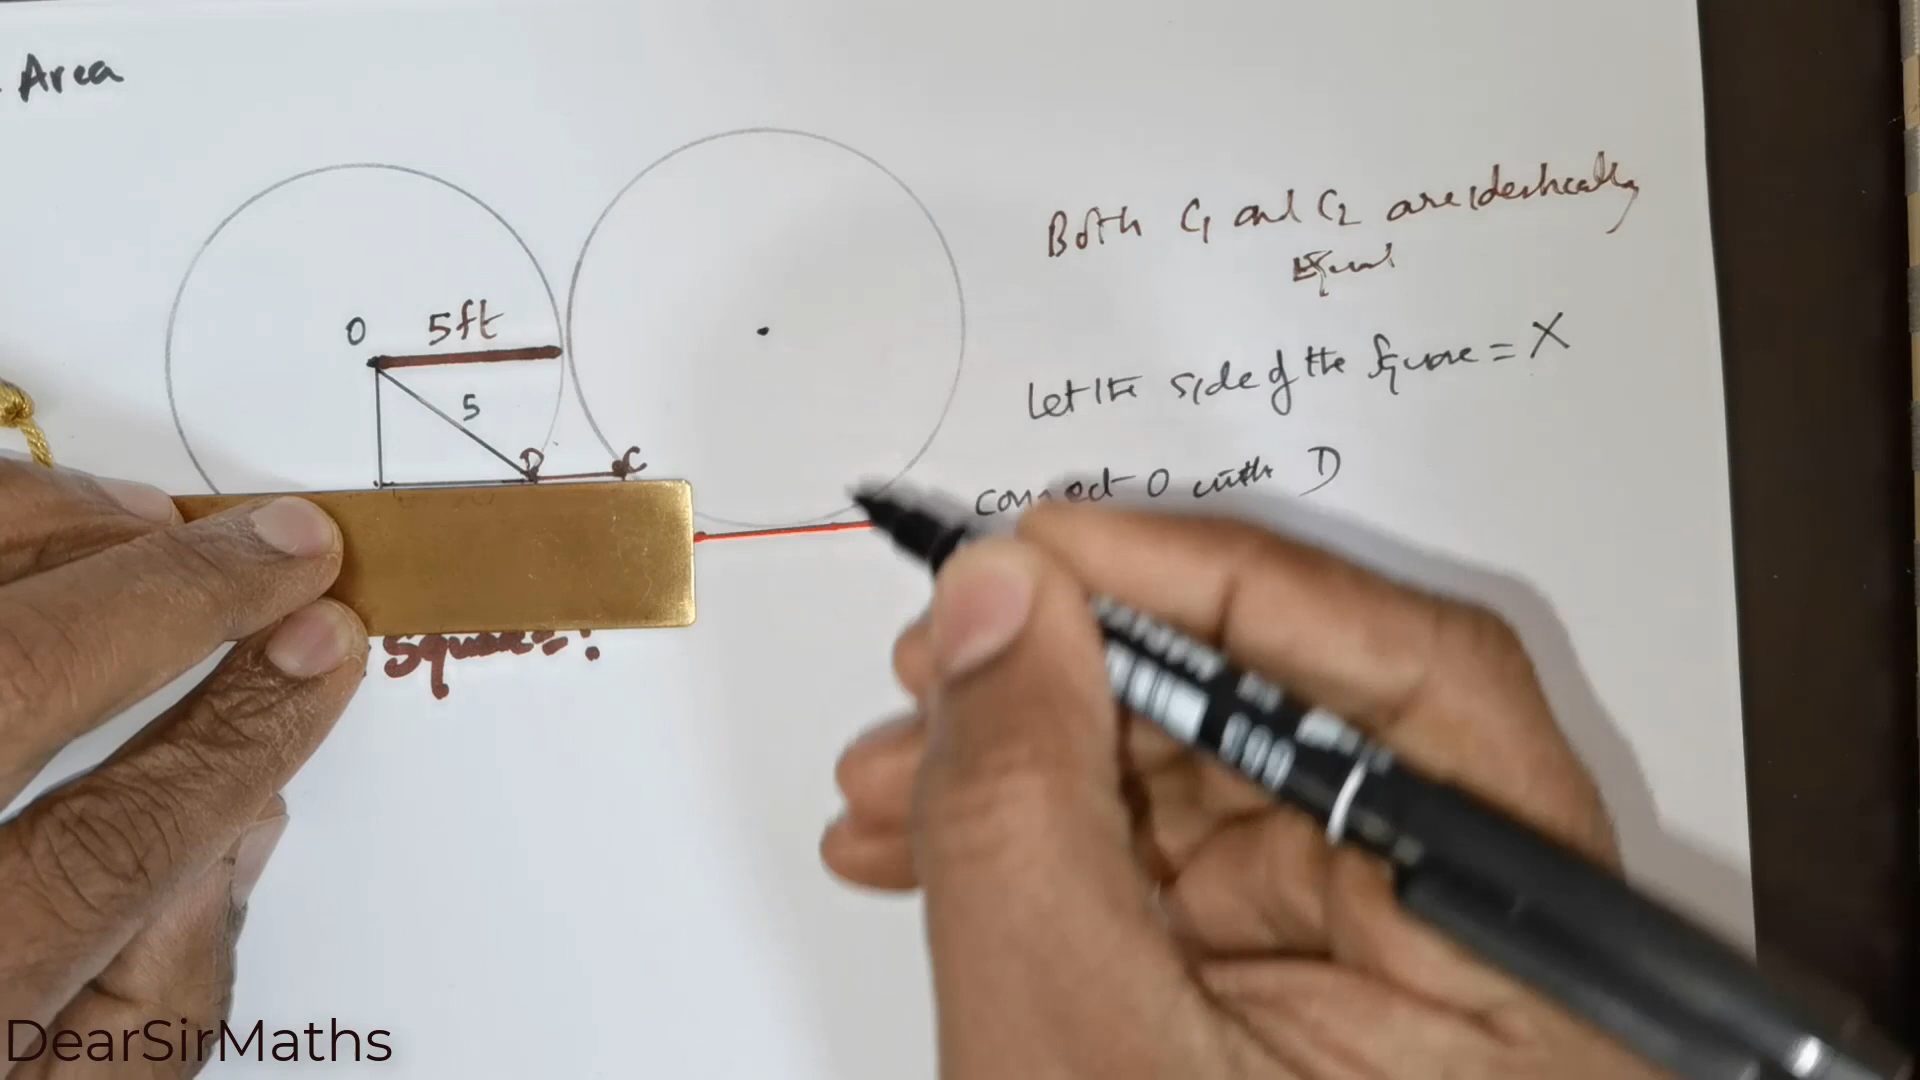 Area
Both C1 and C2 are identically
Equal
O 5ft
Let the side of the Square = X
5
D C
connect O with D
Square?
DearSirMaths